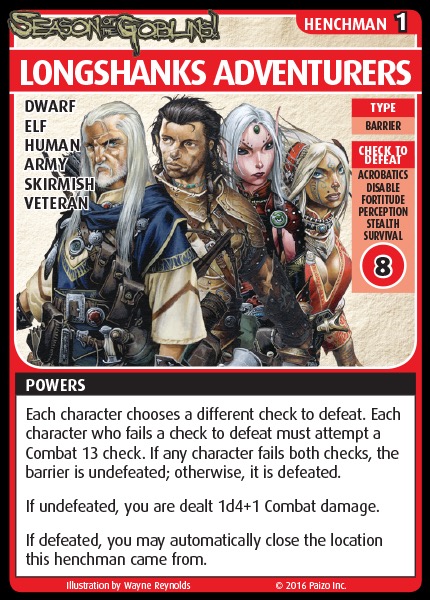 SEASON OF THE GOBLINS!
HENCHMAN 1
LONGSHANKS ADVENTURERS
DWARF
ELF
HUMAN
ARMY
SKIRMISH
VETERAN
TYPE
BARRIER
CHECK TO
DEFEAT
ACROBATICS
DISABLE
FORTITUDE
PERCEPTION
STEALTH
SURVIVAL
8
POWERS
Each character chooses a different check to defeat. Each
character who fails a check to defeat must attempt a
Combat 13 check. If any character fails both checks, the
barrier is undefeated; otherwise, it is defeated.
If undefeated, you are dealt 1d4+1 Combat damage.
If defeated, you may automatically close the location
this henchman came from.
Illustration by Wayne Reynolds
© 2016 Paizo Inc.